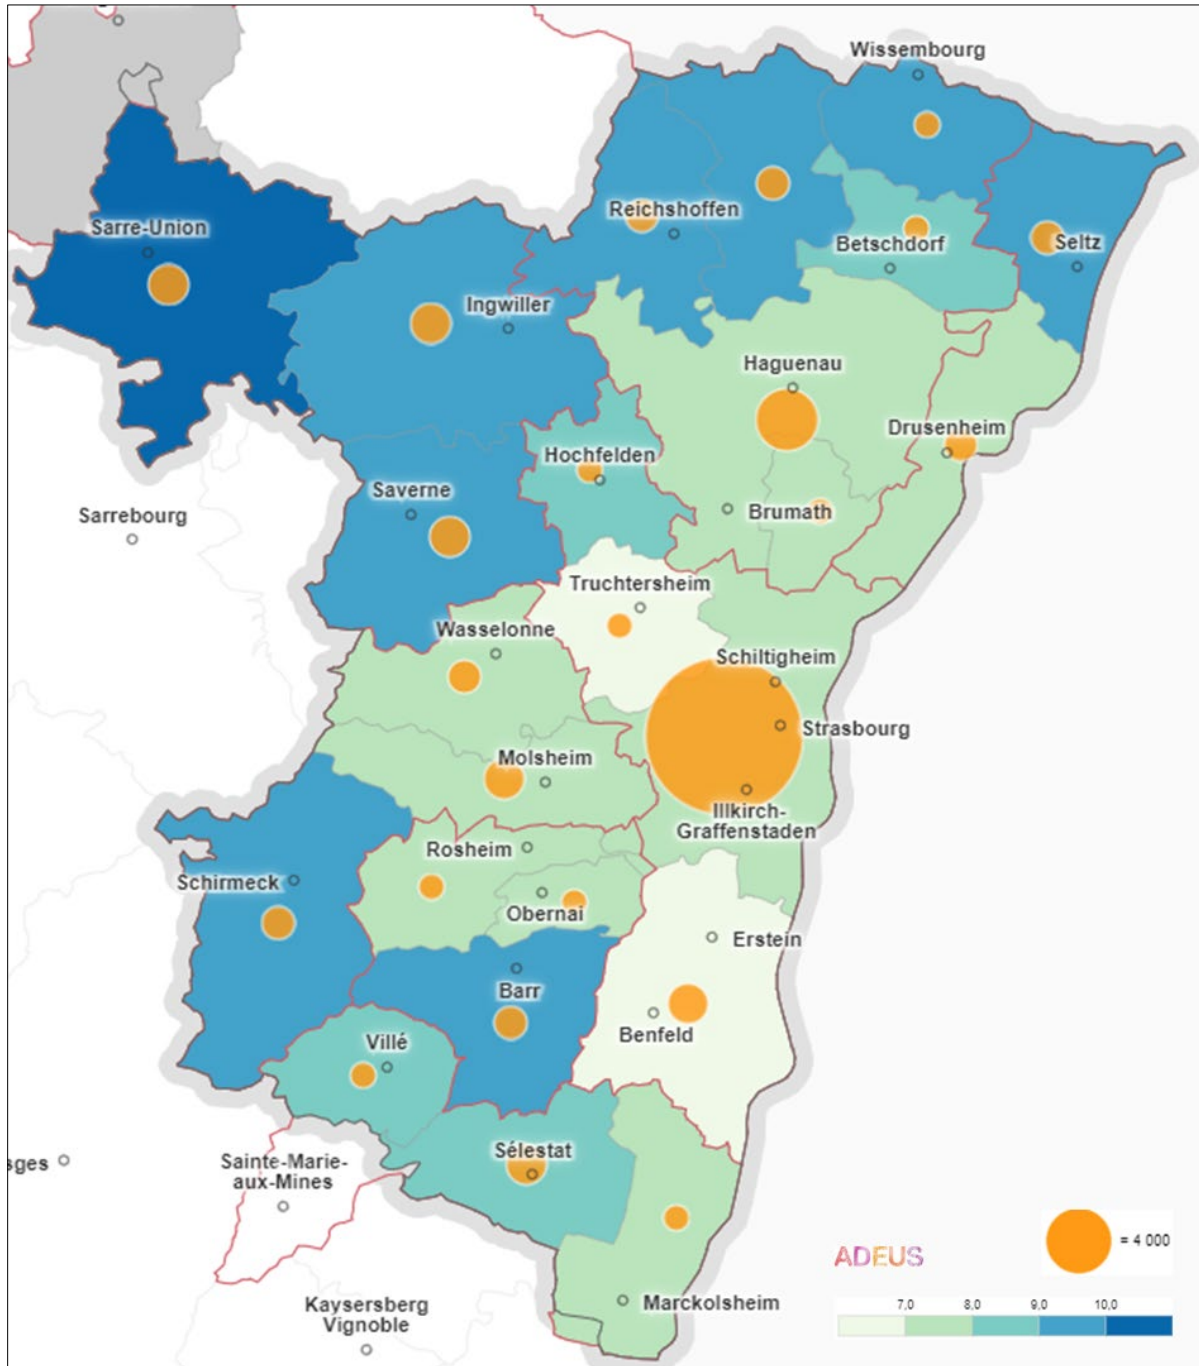 Wissembourg
Reichshoffen
Sarre-Union
Betschdorf
Seltz
Ingwiller
Haguenau
Drusenheim
Hochfelden
Saverne
Sarrebourg
Brumath
Truchtersheim
Wasselonne
Schiltigheim
Strasbourg
Molsheim
Illkirch-
Graffenstaden
Rosheim
Schirmeck
Obernai
Erstein
Barr
Benfeld
Villé
Sélestat
sges
Sainte-Marie-
aux-Mines
ADEUS
= 4 000
Marckolsheim
Kaysersberg
Vignoble
7,0 8,0 9,0 10,0